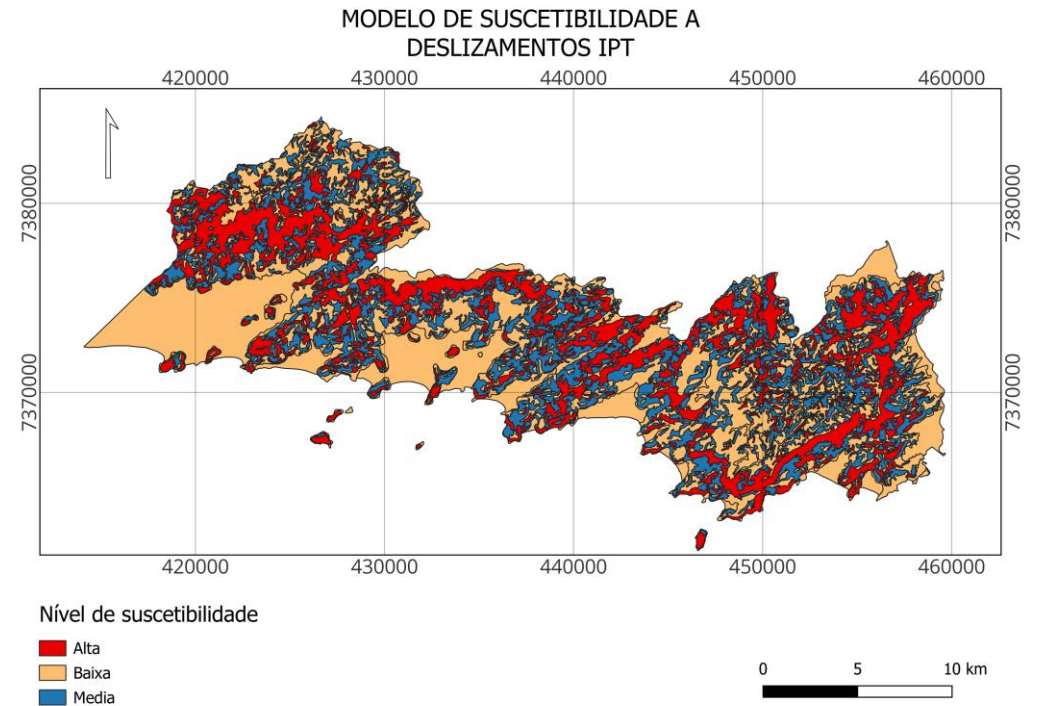 MODELO DE SUSCETIBILIDADE A
DESLIZAMENTOS IPT
420000 430000 440000 450000 460000
7380000 7380000
7370000 7370000
420000 430000 440000 450000 460000
Nível de suscetibilidade
Alta
Baixa
Media
0 5 10 km